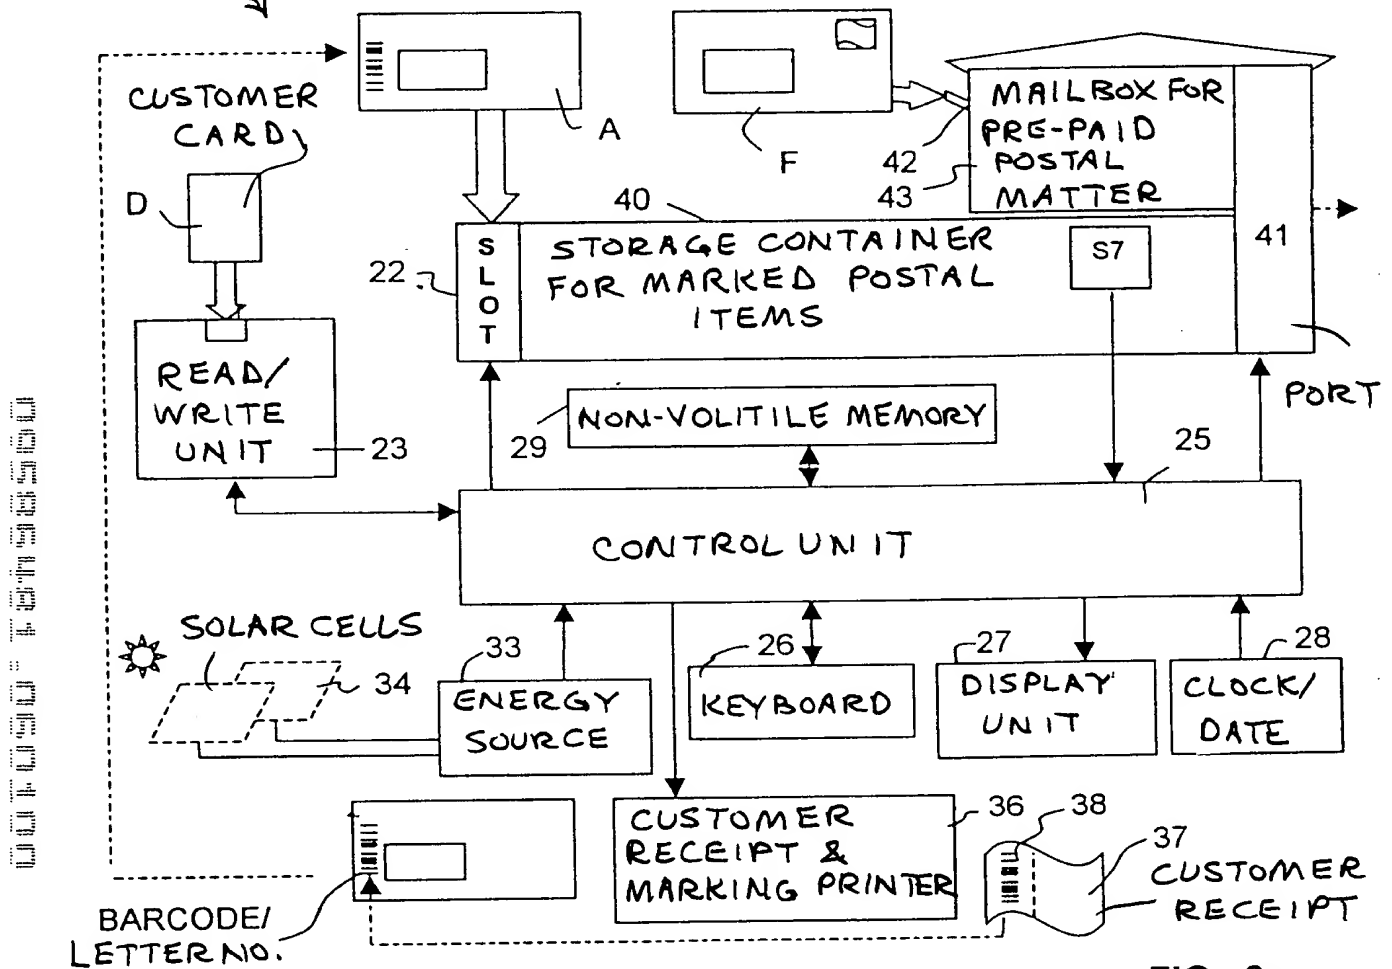 CUSTOMER
CARD
D
A
F
42
43
MAILBOX FOR
PRE-PAID
POSTAL
MATTER
40
22
SLOT
STORAGE CONTAINER
FOR MARKED POSTAL
ITEMS
S7
41
PORT
READ/
WRITE
UNIT
23
29
NON-VOLITILE MEMORY
25
CONTROL UNIT
SOLAR CELLS
34
33
ENERGY
SOURCE
26
KEYBOARD
27
DISPLAY
UNIT
28
CLOCK/
DATE
BARCODE/
LETTER NO.
CUSTOMER
RECEIPT &
MARKING PRINTER
36
38
37
CUSTOMER
RECEIPT